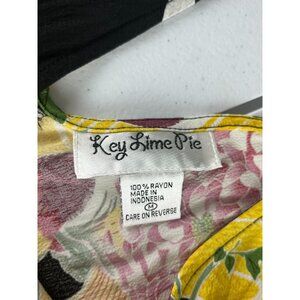 Key Lime Pie
100% RAYON
MADE IN
INDONESIA
M
CARE ON REVERSE